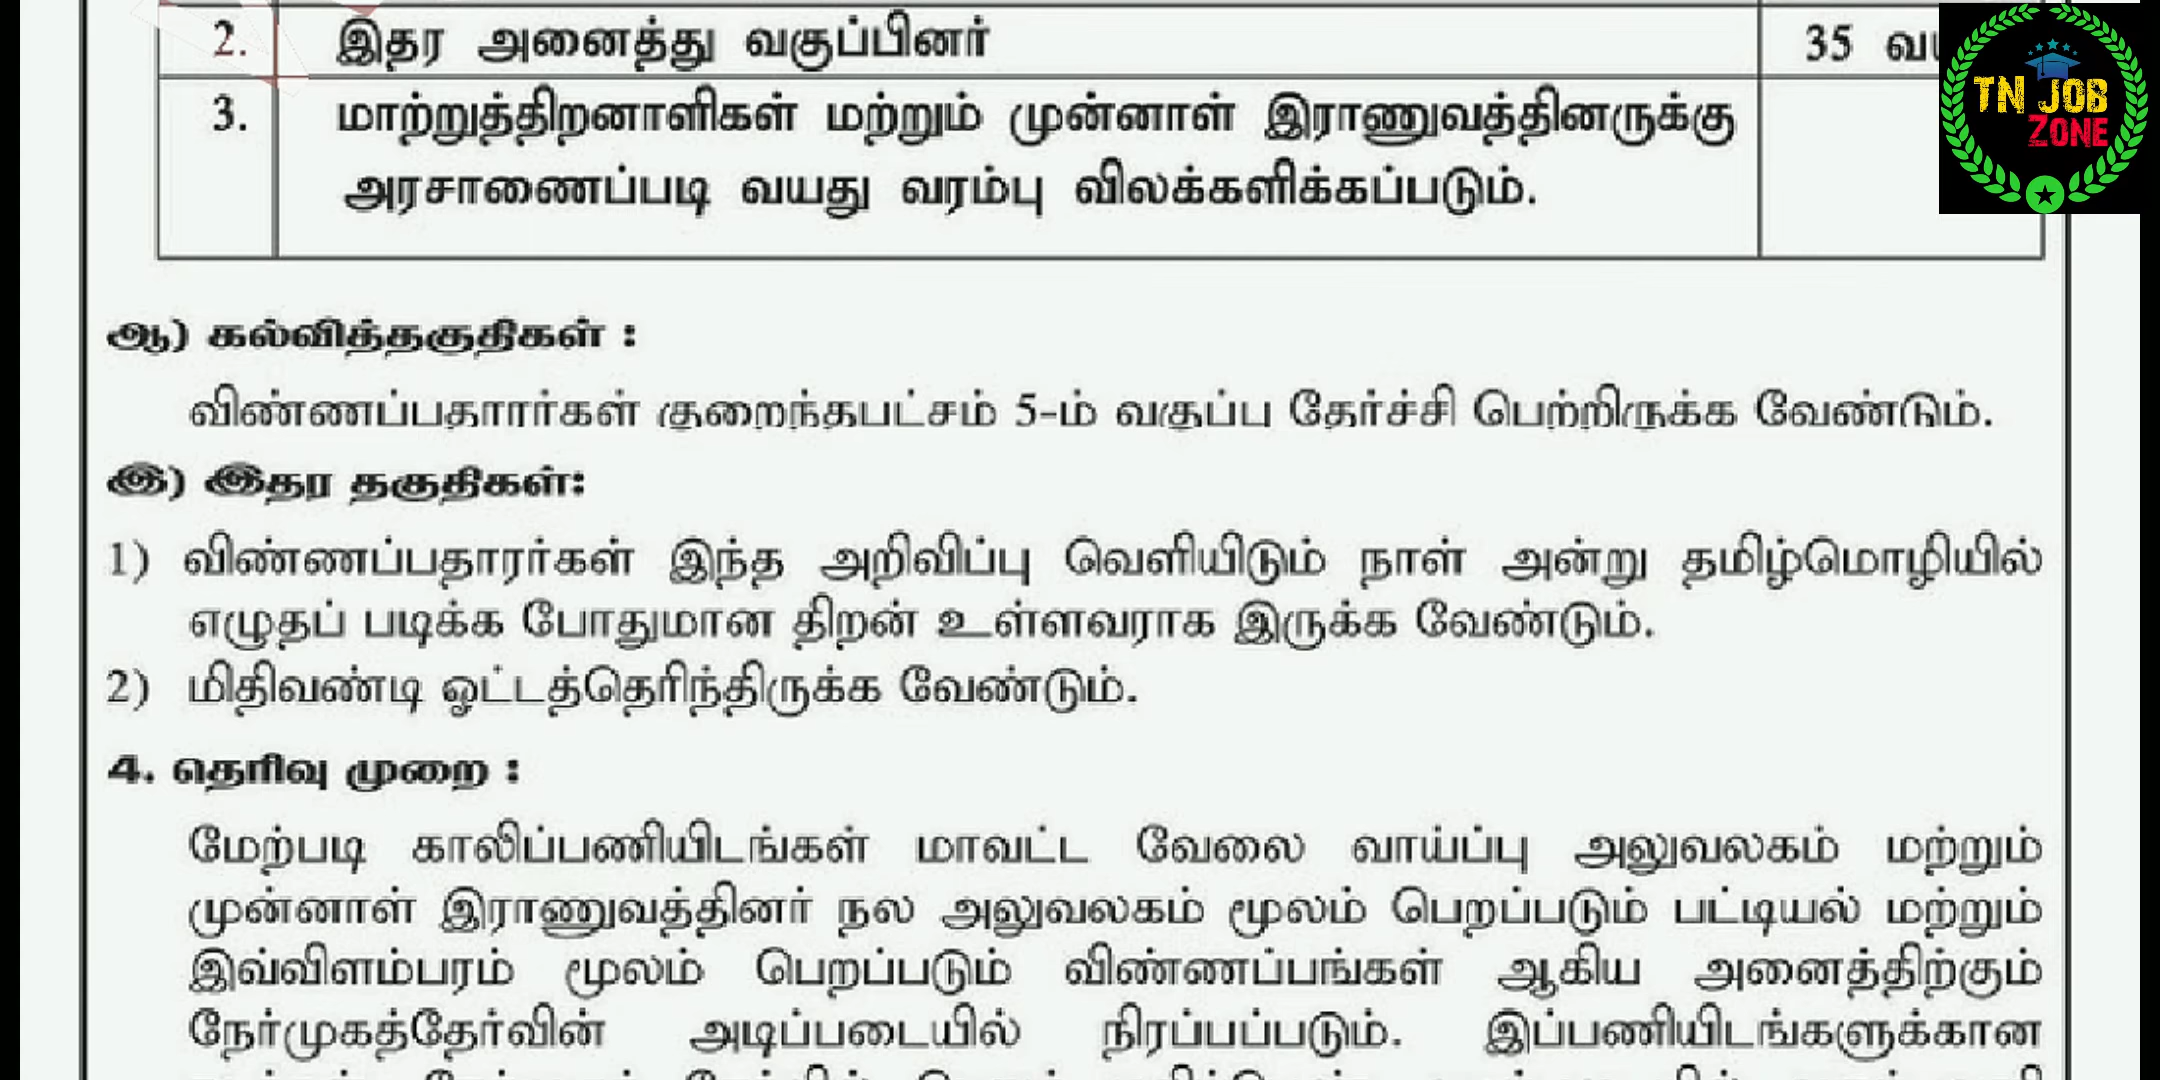 2. இதர அனைத்து வகுப்பினர் 35
3. மாற்றுத்திறனாளிகள் மற்றும் முன்னாள் இராணுவத்தினருக்கு
அரசாணைப்படி வயது வரம்பு விலக்களிக்கப்படும்.
TN JOB
ZONE
ஆ) கல்வித்தகுதிகள் :
விண்ணப்பதாரர்கள் குறைந்தபட்சம் 5-ம் வகுப்பு தேர்ச்சி பெற்றிருக்க வேண்டும்.
இ) இதர தகுதிகள்:
1) விண்ணப்பதாரர்கள் இந்த அறிவிப்பு வெளியிடும் நாள் அன்று தமிழ்மொழியில்
எழுதப் படிக்க போதுமான திறன் உள்ளவராக இருக்க வேண்டும்.
2) மிதிவண்டி ஓட்டத்தெரிந்திருக்க வேண்டும்.
4. தெரிவு முறை :
மேற்படி காலிப்பணியிடங்கள் மாவட்ட வேலை வாய்ப்பு அலுவலகம் மற்றும்
முன்னாள் இராணுவத்தினர் நல அலுவலகம் மூலம் பெறப்படும் பட்டியல் மற்றும்
இவ்விளம்பரம் மூலம் பெறப்படும் விண்ணப்பங்கள் ஆகிய அனைத்திற்கும்
நேர்முகத்தேர்வின் அடிப்படையில் நிரப்பப்படும். இப்பணியிடங்களுக்கான